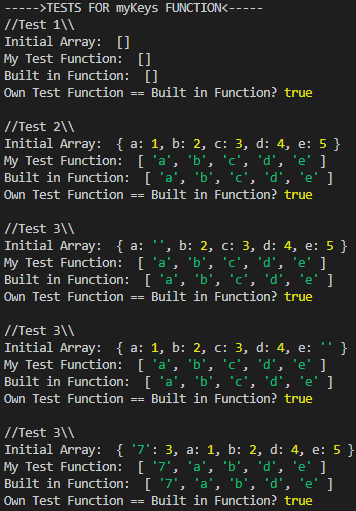 ----->TESTS FOR myKeys FUNCTION<-----
//Test 1\\
Initial Array:  []
My Test Function:  []
Built in Function:  []
Own Test Function == Built in Function? true
//Test 2\\
Initial Array:  { a: 1, b: 2, c: 3, d: 4, e: 5 }
My Test Function:  [ 'a', 'b', 'c', 'd', 'e' ]
Built in Function:  [ 'a', 'b', 'c', 'd', 'e' ]
Own Test Function == Built in Function? true
//Test 3\\
Initial Array:  { a: '', b: 2, c: 3, d: 4, e: 5 }
My Test Function:  [ 'a', 'b', 'c', 'd', 'e' ]
Built in Function:  [ 'a', 'b', 'c', 'd', 'e' ]
Own Test Function == Built in Function? true
//Test 3\\
Initial Array:  { a: 1, b: 2, c: 3, d: 4, e: '' }
My Test Function:  [ 'a', 'b', 'c', 'd', 'e' ]
Built in Function:  [ 'a', 'b', 'c', 'd', 'e' ]
Own Test Function == Built in Function? true
//Test 3\\
Initial Array:  { '7': 3, a: 1, b: 2, d: 4, e: 5 }
My Test Function:  [ '7', 'a', 'b', 'd', 'e' ]
Built in Function:  [ '7', 'a', 'b', 'd', 'e' ]
Own Test Function == Built in Function? true